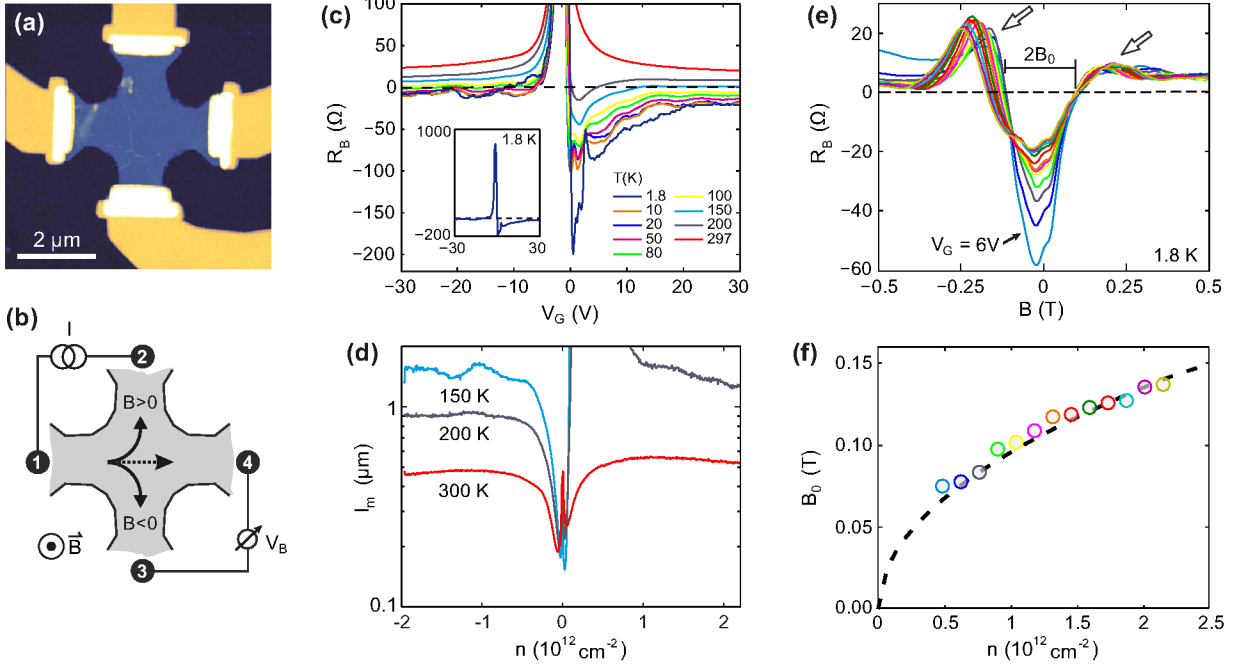 (a)
2 µm
(b)
I
2
B>0
1
4
B<0
B
V_B
3
(c)
100
50
0
−50
−100
−150
−200
R_B (Ω)
1000
1.8 K
−200
−30
30
T(K)
1.8
10
20
50
80
100
150
200
297
−30
−20
−10
0
10
20
30
V_G (V)
(d)
1
0.1
l_m (µm)
150 K
200 K
300 K
-2
-1
0
1
2
n (10^12 cm^-2)
(e)
40
20
0
−20
−40
−60
R_B (Ω)
2B_0
V_G = 6V
1.8 K
−0.5
−0.25
0
0.25
0.5
B (T)
(f)
0.15
0.10
0.05
0.00
B_0 (T)
0
0.5
1
1.5
2
2.5
n (10^12 cm^-2)